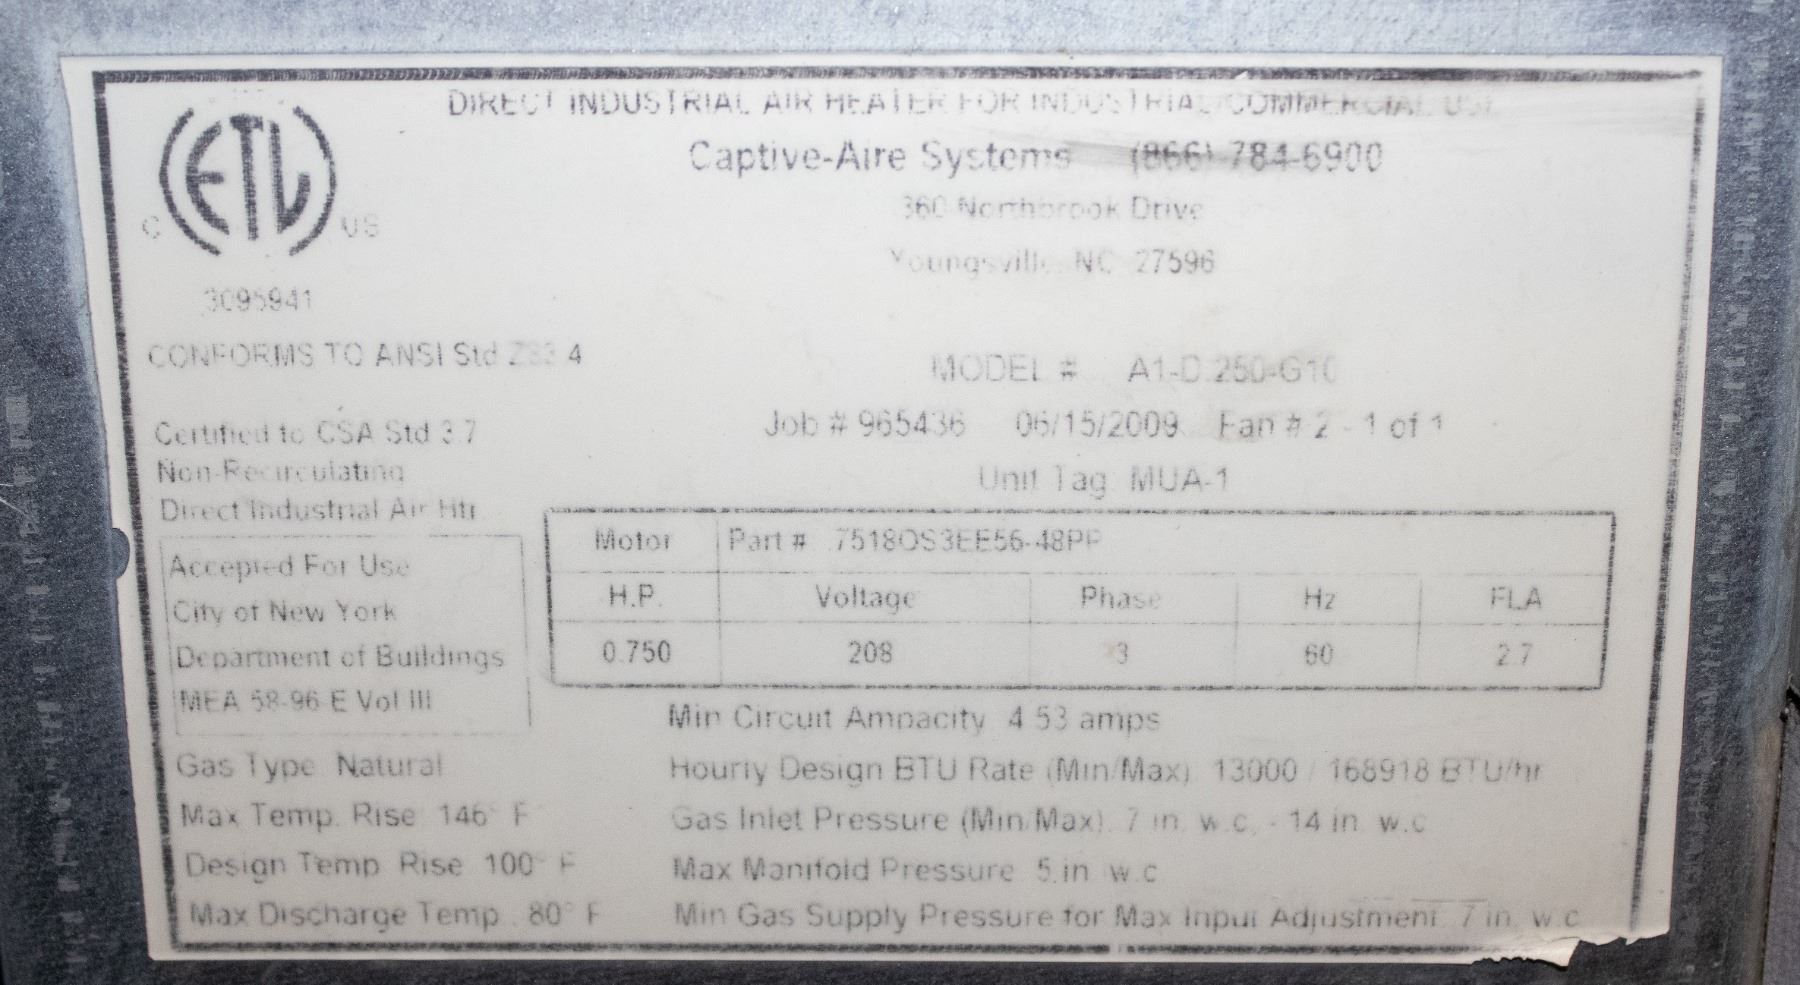 DIRECT INDUSTRIAL AIR HEATER FOR INDUSTRIAL/COMMERCIAL USE
Captive-Aire Systems (866) 784-6900
360 Northbrook Drive
Youngsville, NC 27596
ETL
C US
3095941
CONFORMS TO ANSI Std Z83.4
MODEL # A1-D.250-G10
Certified to CSA Std 3.7
Non-Recirculating
Direct Industrial Air Htr.
Job # 965436 06/15/2009 Fan # 2 - 1 of 1
Unit Tag: MUA-1
Accepted For Use
City of New York
Department of Buildings
MEA 58-96-E Vol III
Motor Part # 7518OS3EE56-48PP
H.P. Voltage Phase Hz FLA
0.750 208 3 60 2.7
Min Circuit Ampacity 4.53 amps
Gas Type: Natural
Hourly Design BTU Rate (Min/Max): 13000 / 168918 BTU/hr
Max Temp. Rise: 146° F
Gas Inlet Pressure (Min/Max): 7 in. w.c. - 14 in. w.c.
Design Temp. Rise: 100° F
Max Manifold Pressure: 5 in. w.c.
Max Discharge Temp.: 80° F
Min Gas Supply Pressure for Max Input Adjustment: 7 in. w.c.